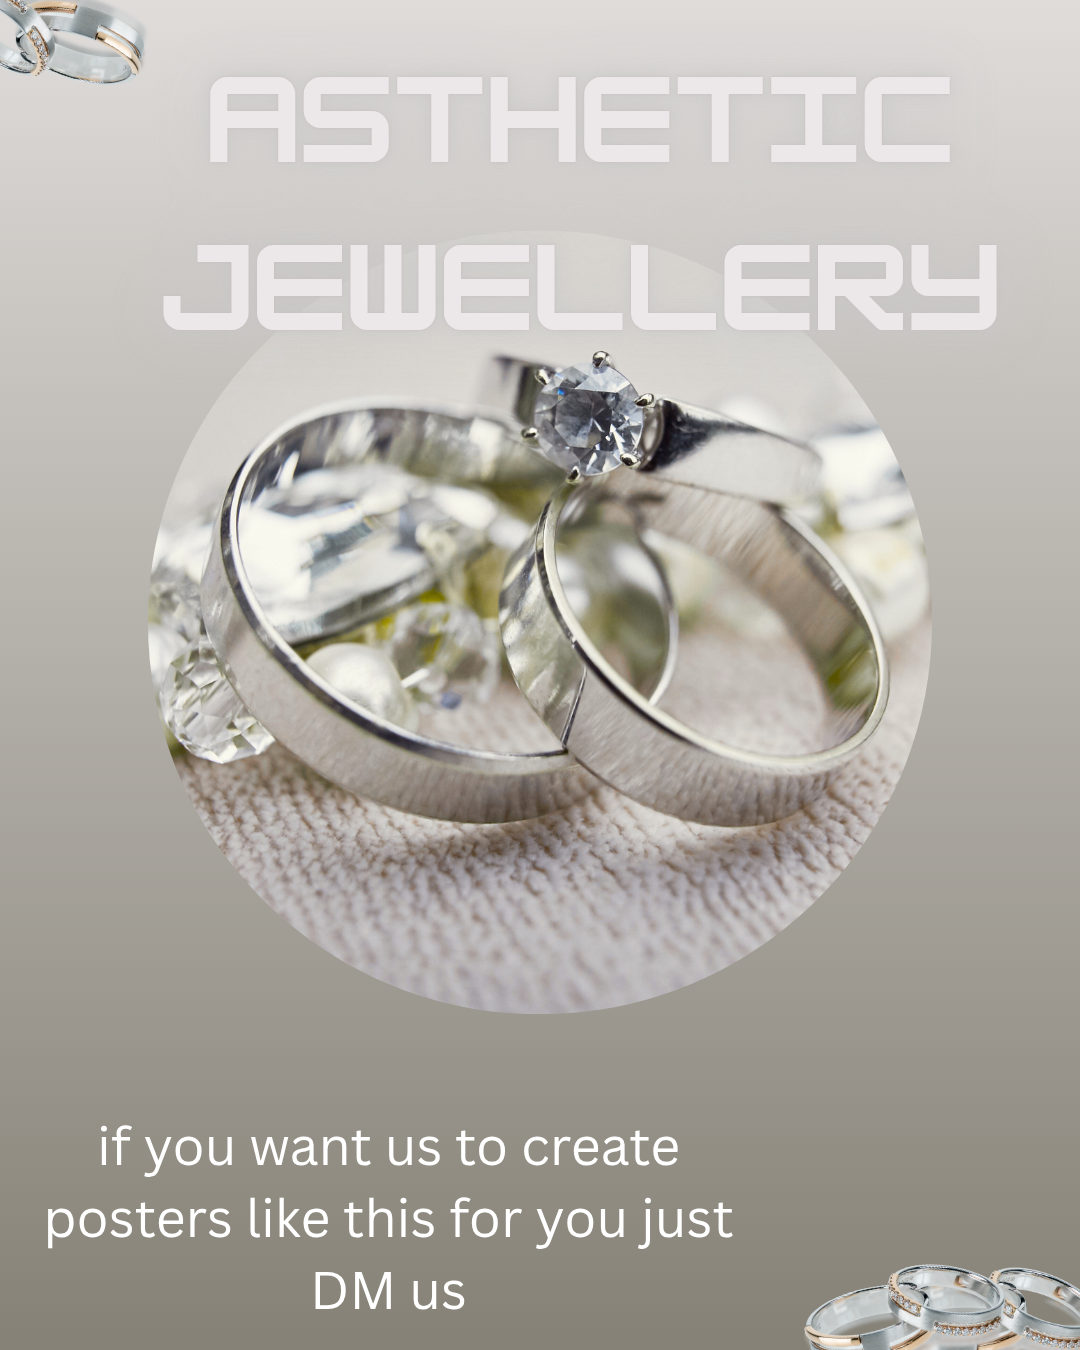 ASTHETIC
JEWELLERY
if you want us to create
posters like this for you just
DM us